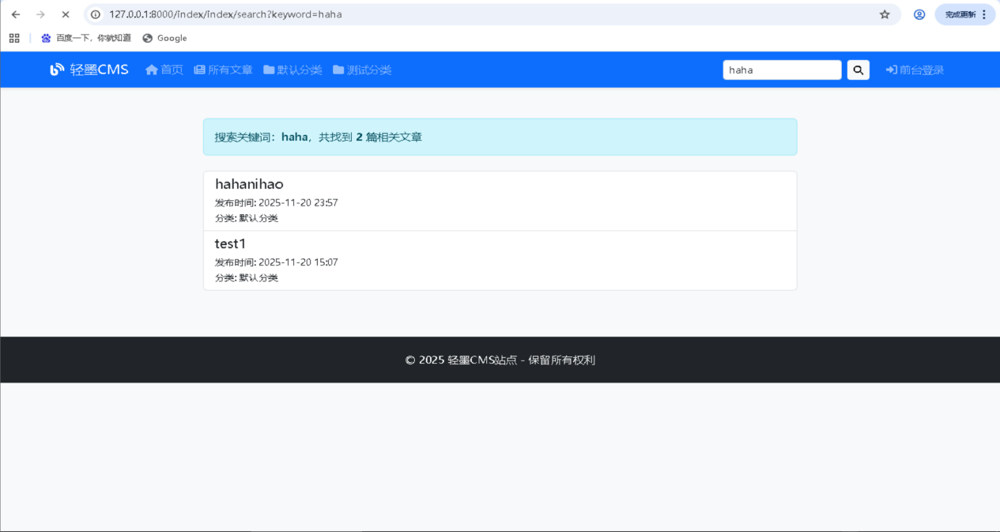 127.0.0.1:8000/index/index/search?keyword=haha 完成更新
百度一下，你就知道 Google
轻墨CMS 首页 所有文章 默认分类 测试分类 haha 前台登录
搜索关键词：haha，共找到 2 篇相关文章
hahanihao
发布时间: 2025-11-20 23:57
分类: 默认分类
test1
发布时间: 2025-11-20 15:07
分类: 默认分类
© 2025 轻墨CMS站点 - 保留所有权利